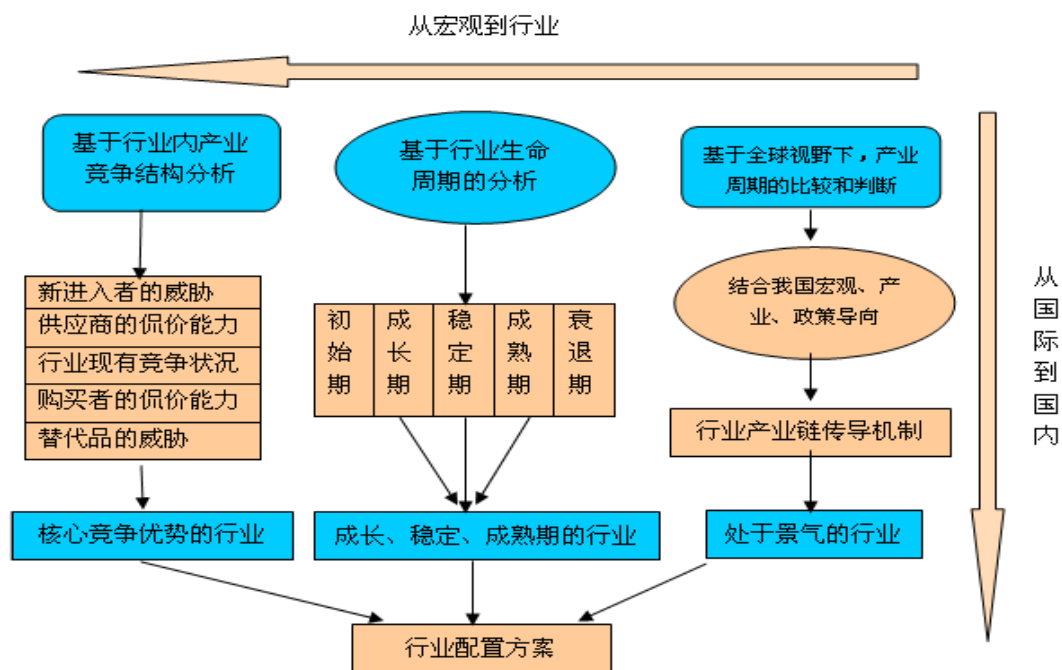 从宏观到行业
基于行业内产业
竞争结构分析
基于行业生命
周期的分析
基于全球视野下，产业
周期的比较和判断
新进入者的威胁
供应商的侃价能力
行业现有竞争状况
购买者的侃价能力
替代品的威胁
初始期
成长期
稳定期
成熟期
衰退期
结合我国宏观、产
业、政策导向
行业产业链传导机制
核心竞争优势的行业
成长、稳定、成熟期的行业
处于景气的行业
行业配置方案
从国际到国内